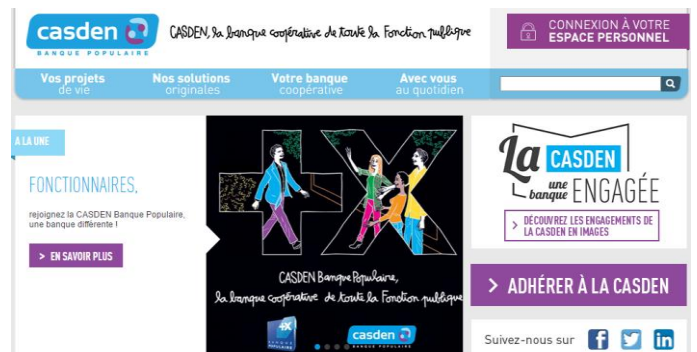 casden
BANQUE POPULAIRE
CASDEN, la banque coopérative de toute la Fonction publique
CONNEXION À VOTRE
ESPACE PERSONNEL
Vos projets
de vie
Nos solutions
originales
Votre banque
coopérative
Avec vous
au quotidien
A LA UNE
FONCTIONNAIRES,
rejoignez la CASDEN Banque Populaire,
une banque différente !
> EN SAVOIR PLUS
CASDEN Banque Populaire,
la banque coopérative de toute la Fonction publique
+X
BANQUE
POPULAIRE
casden
BANQUE POPULAIRE
La CASDEN
une
banque ENGAGÉE
> DÉCOUVREZ LES ENGAGEMENTS DE
LA CASDEN EN IMAGES
> ADHÉRER À LA CASDEN
Suivez-nous sur f in